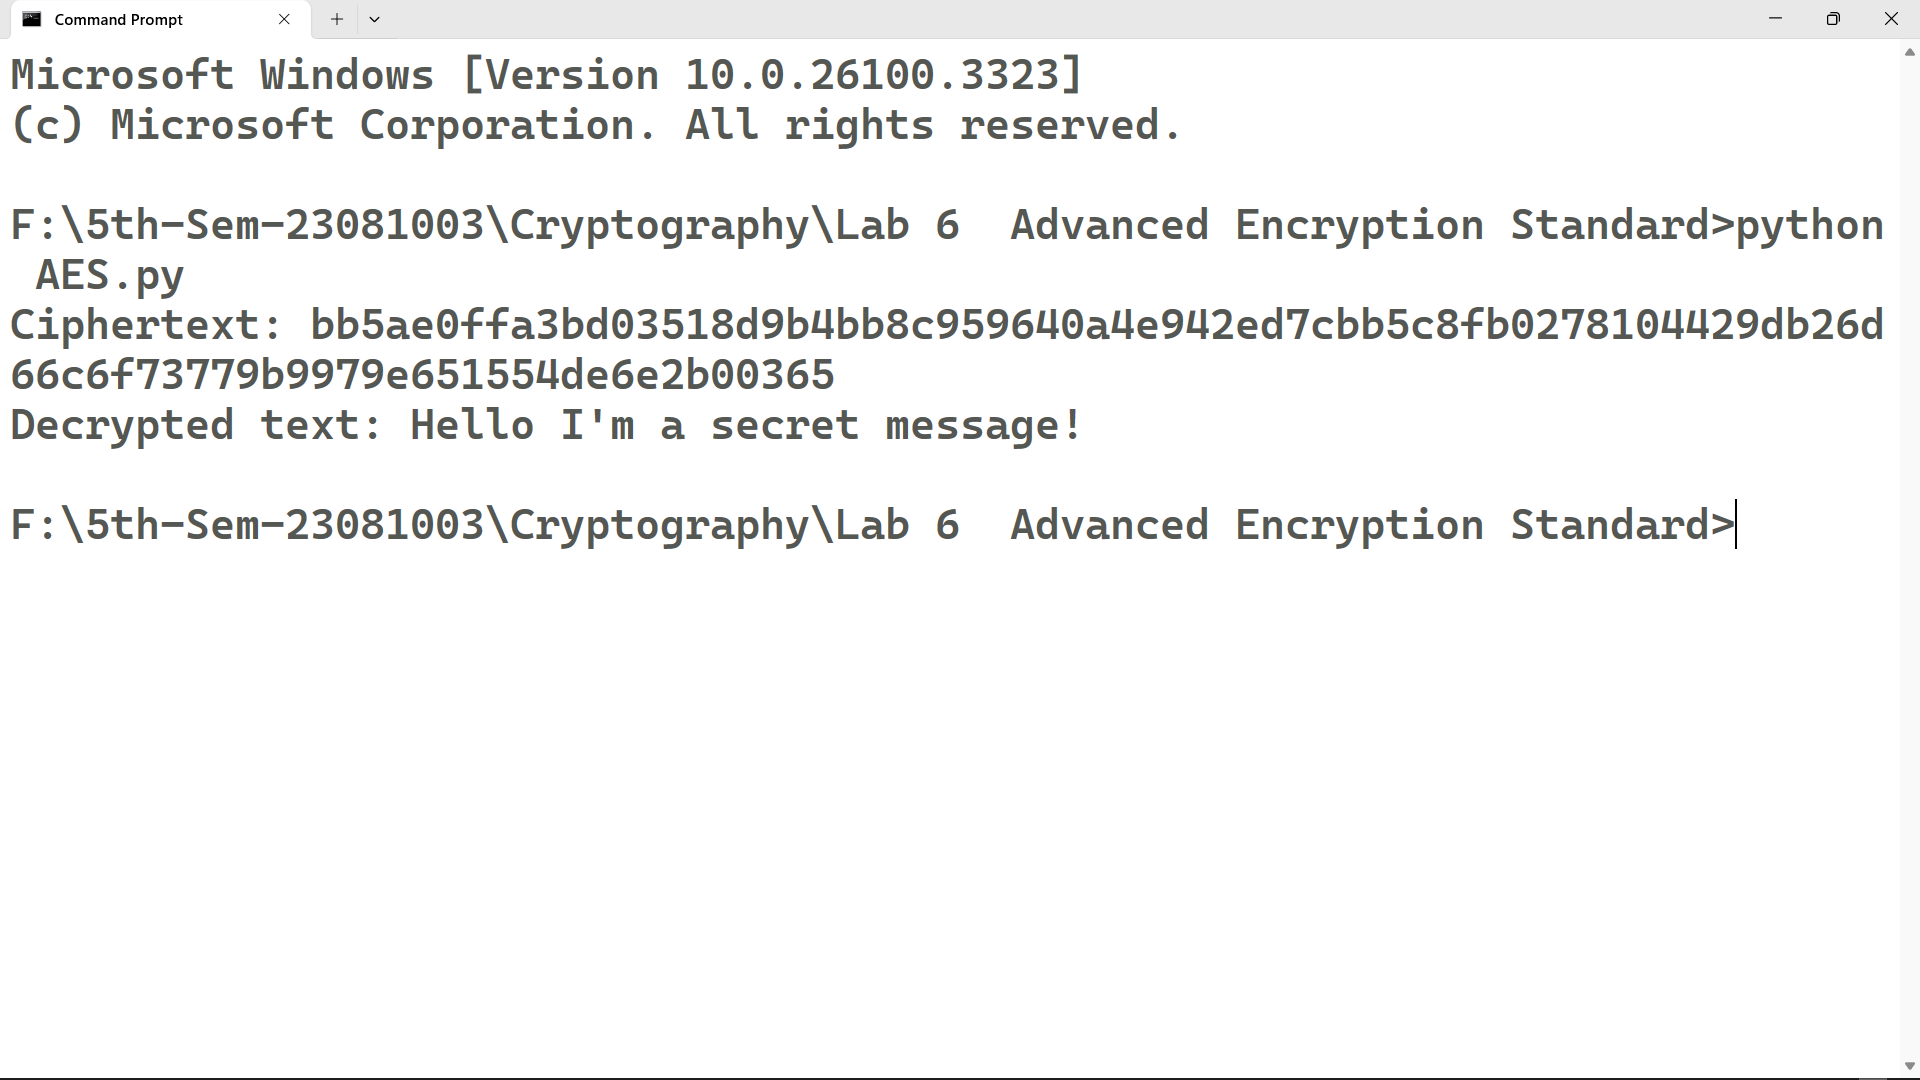 Command Prompt
Microsoft Windows [Version 10.0.26100.3323]
(c) Microsoft Corporation. All rights reserved.
F:\5th-Sem-23081003\Cryptography\Lab 6  Advanced Encryption Standard>python
 AES.py
Ciphertext: bb5ae0ffa3bd03518d9b4bb8c959640a4e942ed7cbb5c8fb0278104429db26d
66c6f73779b9979e651554de6e2b00365
Decrypted text: Hello I'm a secret message!
F:\5th-Sem-23081003\Cryptography\Lab 6  Advanced Encryption Standard>